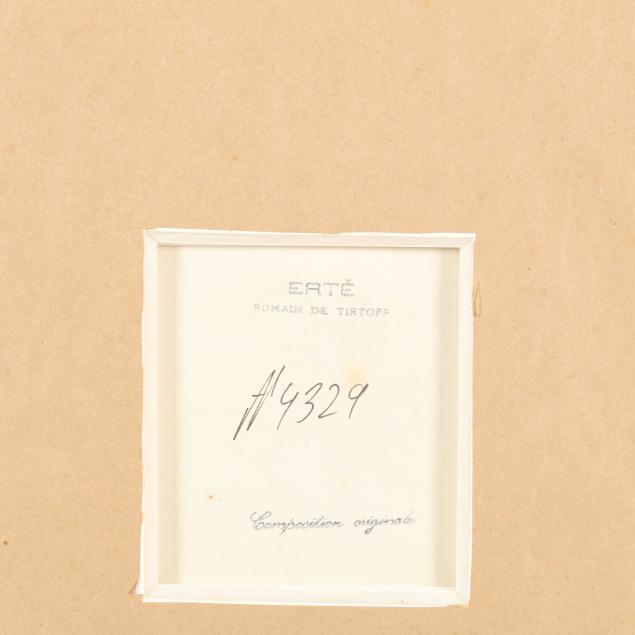 ERTÉ
ROMAIN DE TIRTOFF
N° 4329
Composition originale